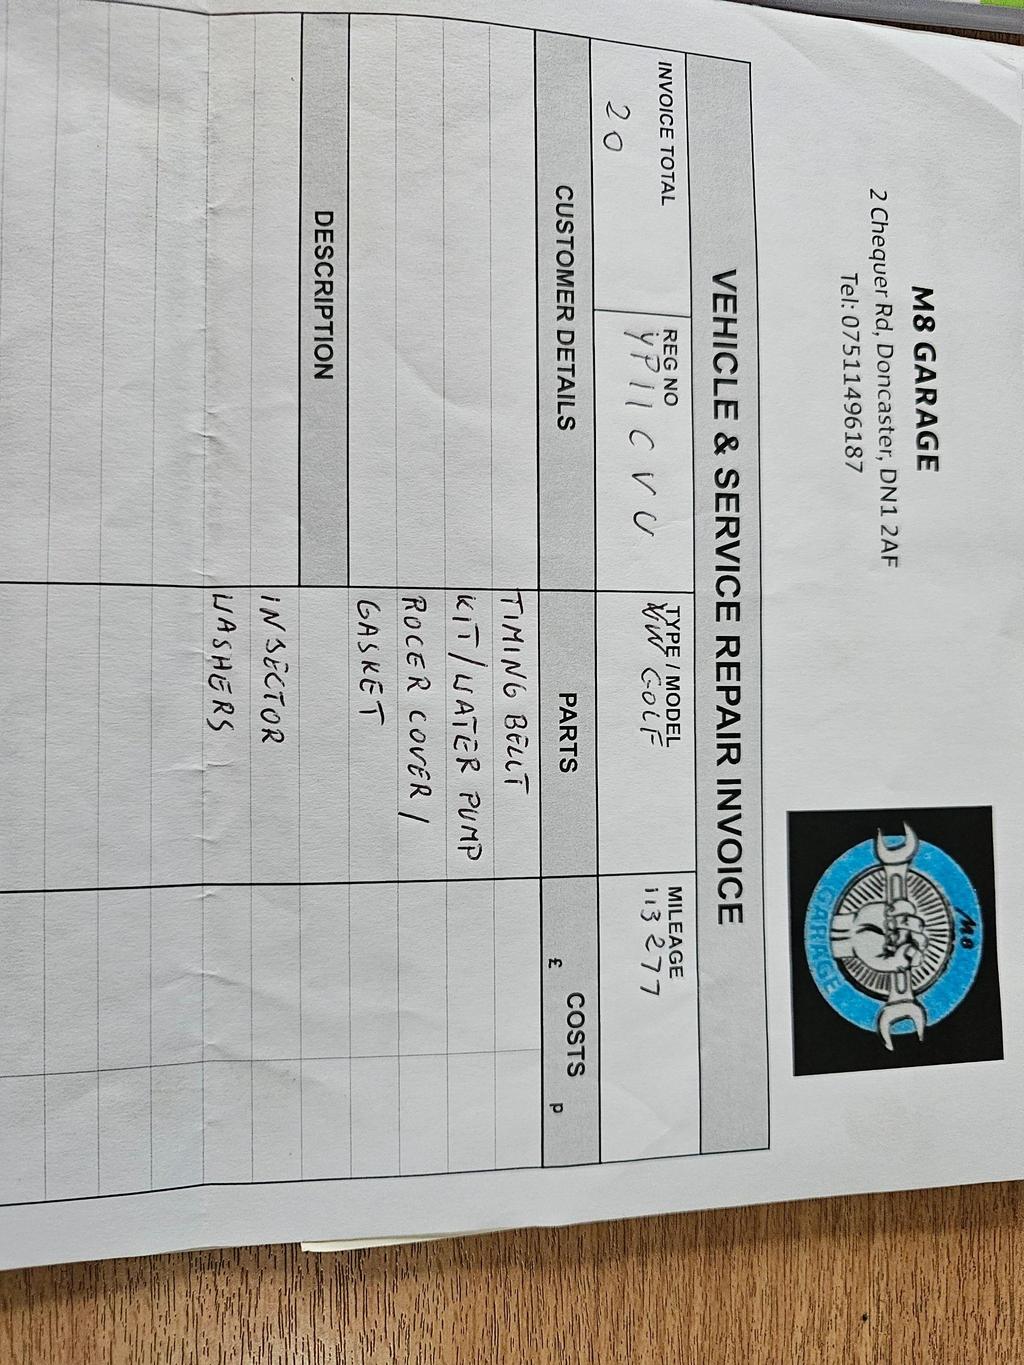 M8 GARAGE
2 Chequer Rd, Doncaster, DN1 2AF
Tel: 07511496187
M8
GARAGE
VEHICLE & SERVICE REPAIR INVOICE
INVOICE TOTAL REG NO TYPE / MODEL MILEAGE
20 YP11 CVU VW GOLF 113277
CUSTOMER DETAILS PARTS COSTS
£ p
TIMING BELLT
KIT/WATER PUMP
ROCER COVER /
GASKET
DESCRIPTION
INSECTOR
WASHERS